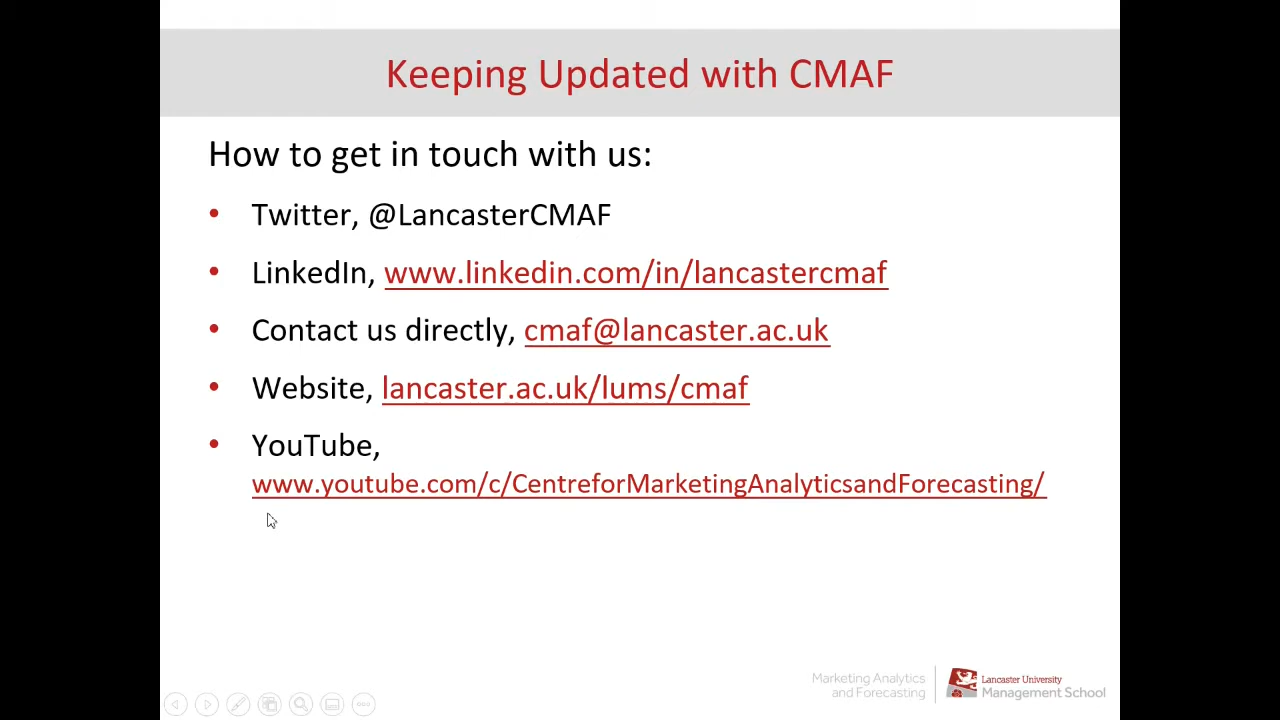 Keeping Updated with CMAF
How to get in touch with us:
• Twitter, @LancasterCMAF
• LinkedIn, www.linkedin.com/in/lancastercmaf
• Contact us directly, cmaf@lancaster.ac.uk
• Website, lancaster.ac.uk/lums/cmaf
• YouTube,
www.youtube.com/c/CentreforMarketingAnalyticsandForecasting/
Marketing Analytics
and Forecasting
Lancaster University
Management School